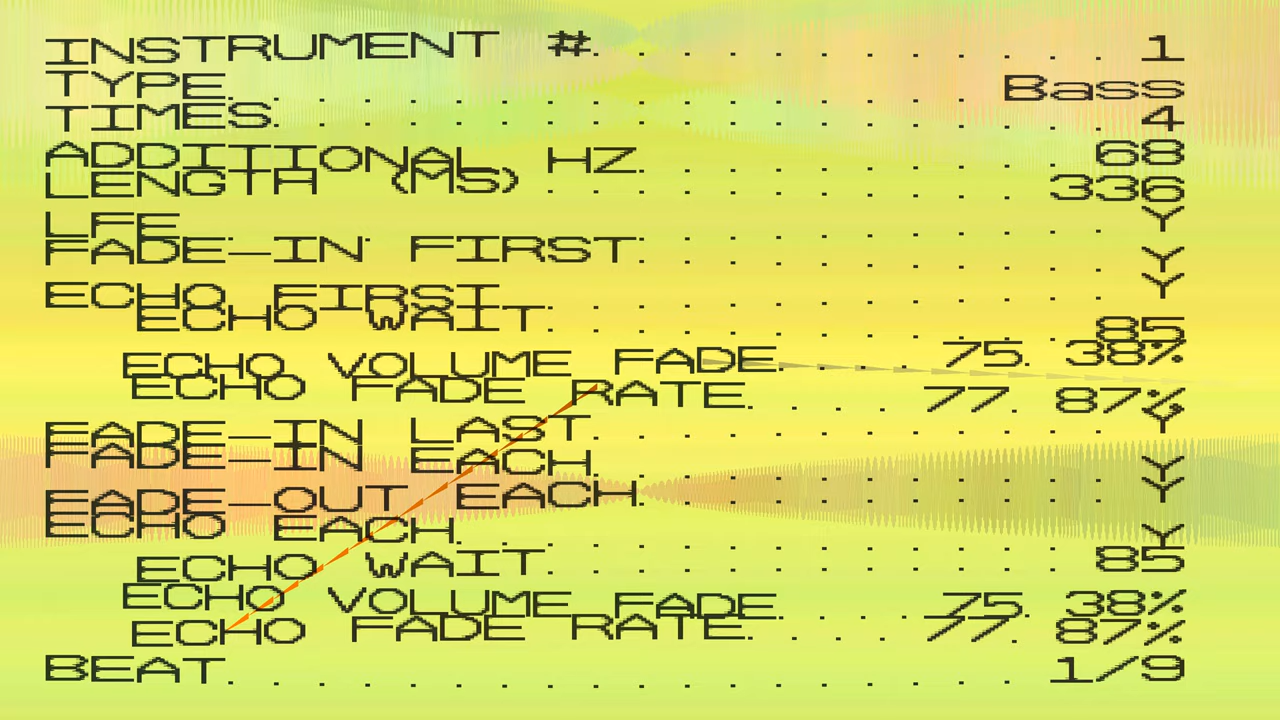 INSTRUMENT #. . . . . . . . . . . . 1
TYPE. . . . . . . . . . . . . . . . . Bass
TIMES. . . . . . . . . . . . . . . . . . . 4
ADDITIONAL HZ. . . . . . . . . . 68
LENGTH (MS) . . . . . . . . . . . . 336
LFE. . . . . . . . . . . . . . . . . . . . Y
FADE-IN FIRST. . . . . . . . . . . Y
ECHO FIRST. . . . . . . . . . . . . . Y
ECHO WAIT. . . . . . . . . . . . . 85
ECHO VOLUME FADE. . . . 75. 38%
ECHO FADE RATE. . . . 77. 87%
FADE-IN LAST. . . . . . . . . . . . Y
FADE-IN EACH. . . . . . . . . . . . Y
FADE-OUT EACH. . . . . . . . . . . Y
ECHO EACH. . . . . . . . . . . . . . . Y
ECHO WAIT. . . . . . . . . . . . 85
ECHO VOLUME FADE. . . . 75. 38%
ECHO FADE RATE. . . . 77. 87%
BEAT. . . . . . . . . . . . . . . . . . 1/9